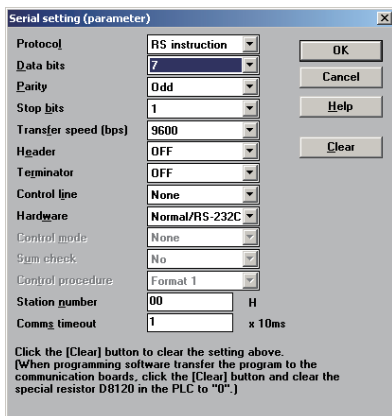 Serial setting (parameter)
Protocol RS instruction OK
Data bits 7 Cancel
Parity Odd
Stop bits 1 Help
Transfer speed (bps) 9600
Header OFF Clear
Terminator OFF
Control line None
Hardware Normal/RS-232C
Control mode None
Sum check No
Control procedure Format 1
Station number 00 H
Comms timeout 1 x 10ms
Click the [Clear] button to clear the setting above.
(When programming software transfer the program to the
communication boards, click the [Clear] button and clear the
special resistor D8120 in the PLC to "0".)